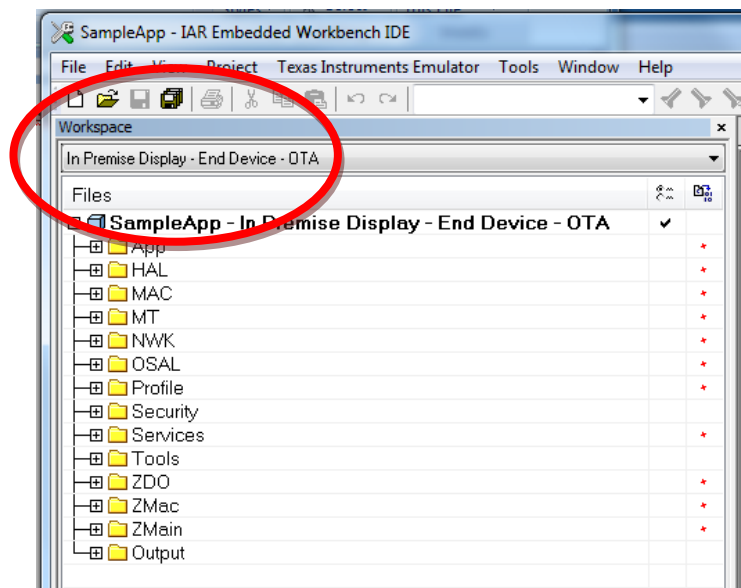 SampleApp - IAR Embedded Workbench IDE
File Edit View Project Texas Instruments Emulator Tools Window Help
Workspace
In Premise Display - End Device - OTA
Files
SampleApp - In Premise Display - End Device - OTA
App
HAL
MAC
MT
NWK
OSAL
Profile
Security
Services
Tools
ZDO
ZMac
ZMain
Output